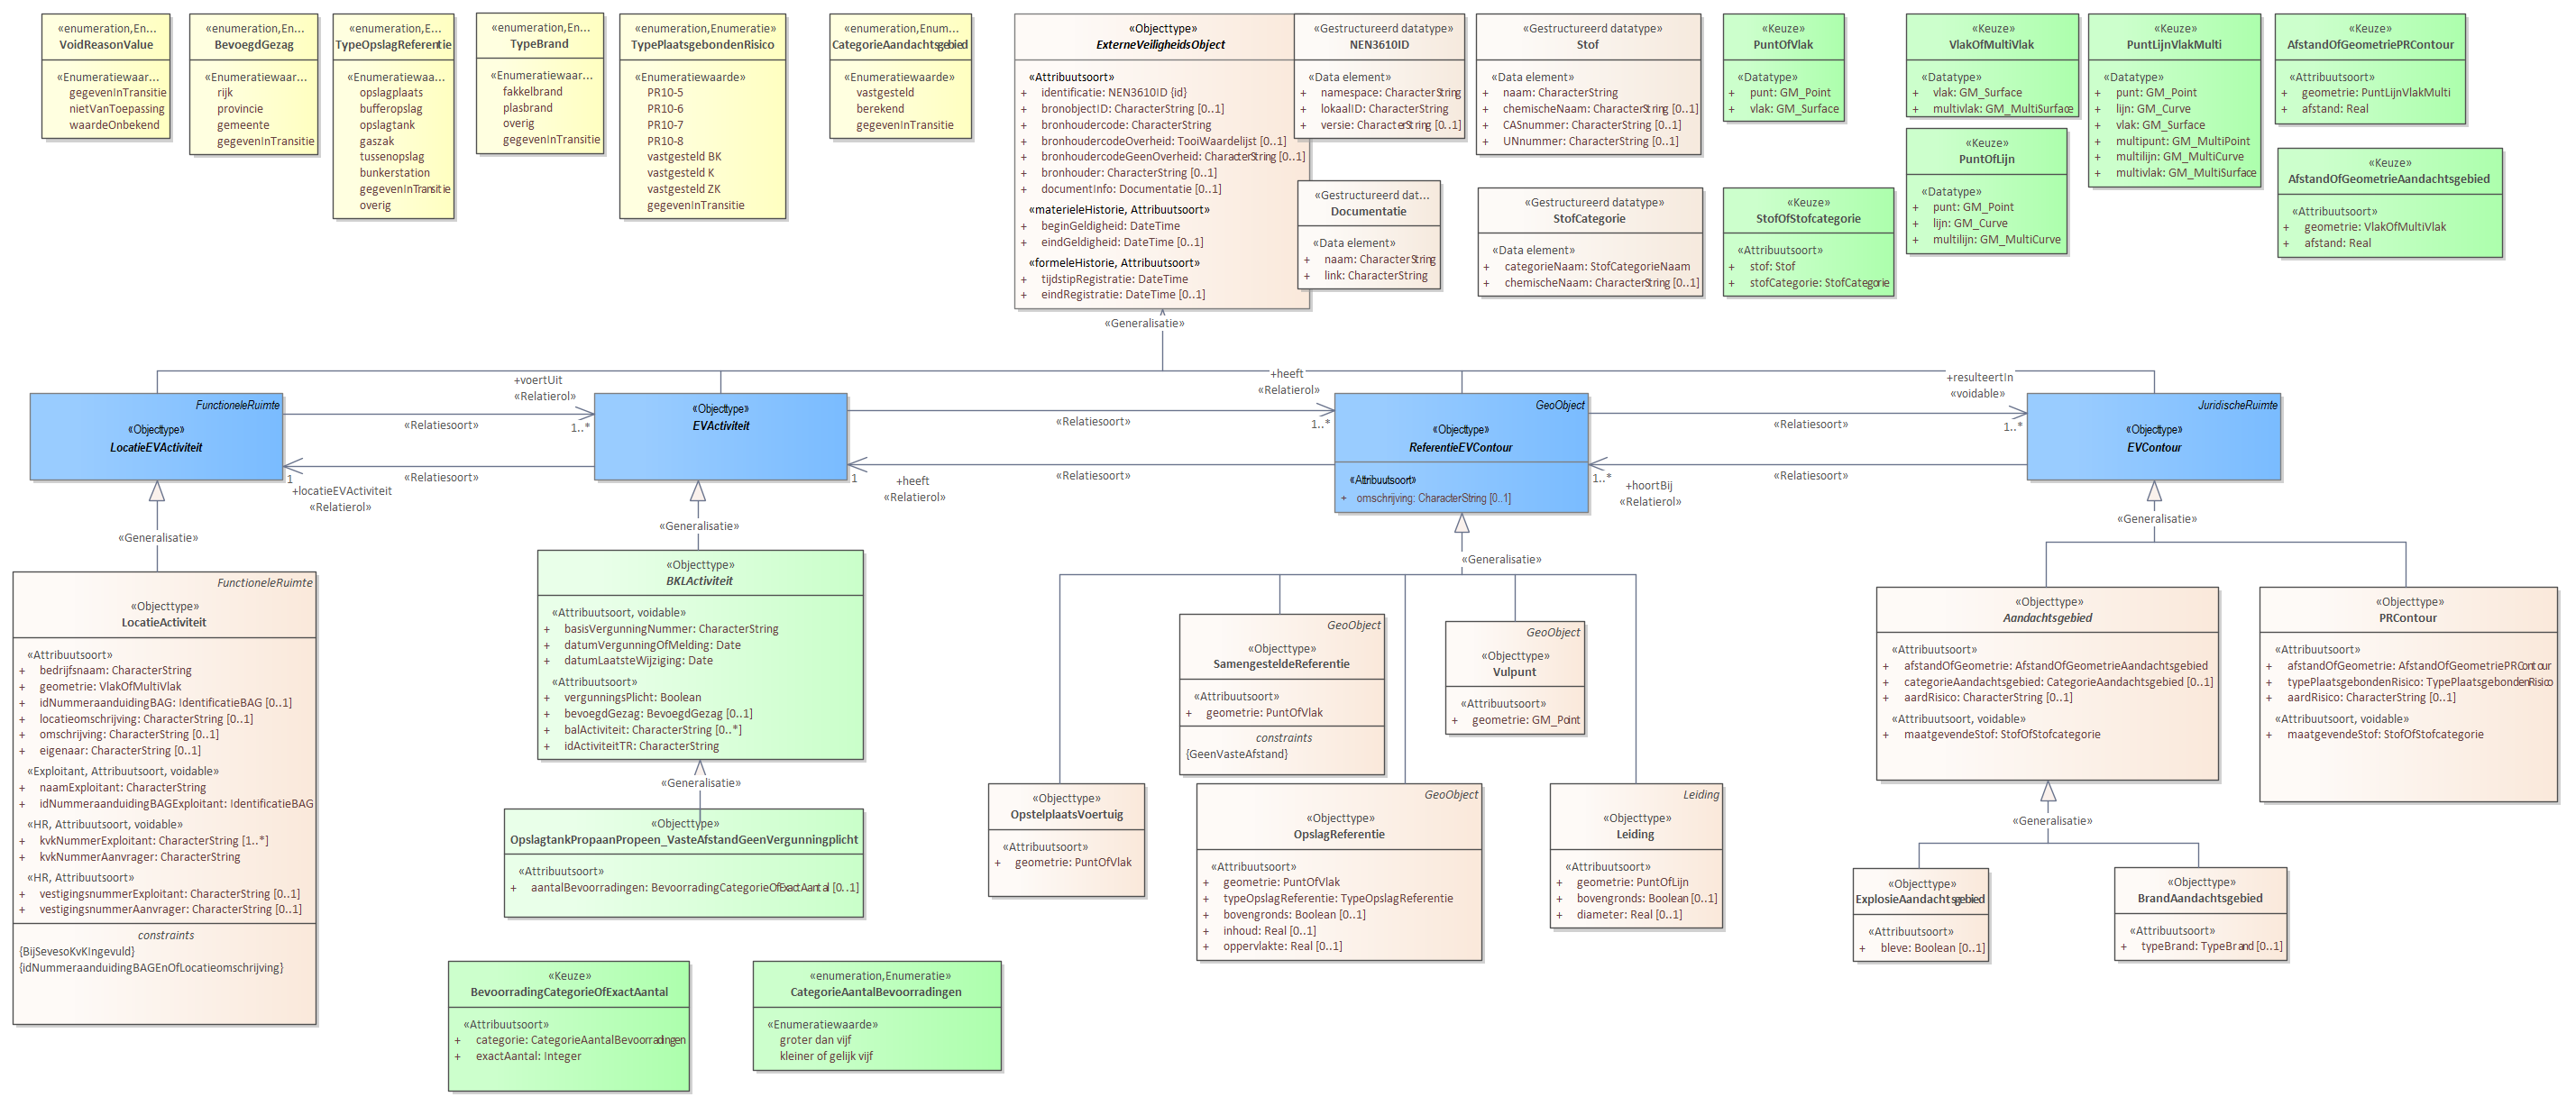 «enumeration,En...
VoidReasonValue
«Enumeratiewaar...
gegevenInTransitie
nietVanToepassing
waardeOnbekend
«enumeration,En...
BevoegdGezag
«Enumeratiewaar...
rijk
provincie
gemeente
gegevenInTransitie
«enumeration,En...
TypeOpslagReferentie
«Enumeratiewaa...
opslagplaats
bufferopslag
opslagtank
gaszak
tussenopslag
bunkerstation
gegevenInTransitie
overig
«enumeration,En...
TypeBrand
«Enumeratiewaar...
fakkelbrand
plasbrand
overig
gegevenInTransitie
«enumeration,Enumeratie»
TypePlaatsgebondenRisico
«Enumeratiewaarde»
PR10-5
PR10-6
PR10-7
PR10-8
vastgesteld BK
vastgesteld K
vastgesteld ZK
gegevenInTransitie
«enumeration,Enum...
CategorieAandachtsgebied
«Enumeratiewaarde»
vastgesteld
berekend
gegevenInTransitie
«Objecttype»
ExterneVeiligheidsObject
«Attribuutsoort»
+ identificatie: NEN3610ID {id}
+ bronobjectID: CharacterString [0..1]
+ bronhoudercode: CharacterString
+ bronhoudercodeOverheid: TooiWaardelijst [0..1]
+ bronhoudercodeGeenOverheid: CharacterString [0..1]
+ bronhouder: CharacterString [0..1]
+ documentInfo: Documentatie [0..1]
«materieleHistorie, Attribuutsoort»
+ beginGeldigheid: DateTime
+ eindGeldigheid: DateTime [0..1]
«formeleHistorie, Attribuutsoort»
+ tijdstipRegistratie: DateTime
+ eindRegistratie: DateTime [0..1]
«Gestructureerd datatype»
NEN3610ID
«Data element»
+ namespace: CharacterString
+ lokaalID: CharacterString
+ versie: CharacterString [0..1]
«Gestructureerd dat...
Documentatie
«Data element»
+ naam: CharacterString
+ link: CharacterString
«Gestructureerd datatype»
Stof
«Data element»
+ naam: CharacterString
+ chemischeNaam: CharacterString [0..1]
+ CASnummer: CharacterString [0..1]
+ UNnummer: CharacterString [0..1]
«Gestructureerd datatype»
StofCategorie
«Data element»
+ categorieNaam: StofCategorieNaam
+ chemischeNaam: CharacterString [0..1]
«Keuze»
PuntOfVlak
«Datatype»
+ punt: GM_Point
+ vlak: GM_Surface
«Keuze»
StofOfStofcategorie
«Attribuutsoort»
+ stof: Stof
+ stofCategorie: StofCategorie
«Keuze»
VlakOfMultiVlak
«Datatype»
+ vlak: GM_Surface
+ multivlak: GM_MultiSurface
«Keuze»
PuntOfLijn
«Datatype»
+ punt: GM_Point
+ lijn: GM_Curve
+ multilijn: GM_MultiCurve
«Keuze»
PuntLijnVlakMulti
«Datatype»
+ punt: GM_Point
+ lijn: GM_Curve
+ vlak: GM_Surface
+ multipunt: GM_MultiPoint
+ multilijn: GM_MultiCurve
+ multivlak: GM_MultiSurface
«Keuze»
AfstandOfGeometriePRContour
«Attribuutsoort»
+ geometrie: PuntLijnVlakMulti
+ afstand: Real
«Keuze»
AfstandOfGeometrieAandachtsgebied
«Attribuutsoort»
+ geometrie: VlakOfMultiVlak
+ afstand: Real
«Generalisatie»
FunctioneleRuimte
«Objecttype»
LocatieEVActiviteit
+voertUit
«Relatierol»
«Relatiesoort»
1..*
«Relatiesoort»
1
+locatieEVActiviteit
«Relatierol»
«Objecttype»
EVActiviteit
+heeft
«Relatierol»
«Relatiesoort»
1..*
«Relatiesoort»
1
+heeft
«Relatierol»
GeoObject
«Objecttype»
ReferentieEVContour
«Attribuutsoort»
+ omschrijving: CharacterString [0..1]
+resulteertIn
«voidable»
«Relatiesoort»
1..*
«Relatiesoort»
1..*
+hoortBij
«Relatierol»
JuridischeRuimte
«Objecttype»
EVContour
«Generalisatie»
FunctioneleRuimte
«Objecttype»
LocatieActiviteit
«Attribuutsoort»
+ bedrijfsnaam: CharacterString
+ geometrie: VlakOfMultiVlak
+ idNummeraanduidingBAG: IdentificatieBAG [0..1]
+ locatieomschrijving: CharacterString [0..1]
+ omschrijving: CharacterString [0..1]
+ eigenaar: CharacterString [0..1]
«Exploitant, Attribuutsoort, voidable»
+ naamExploitant: CharacterString
+ idNummeraanduidingBAGExploitant: IdentificatieBAG
«HR, Attribuutsoort, voidable»
+ kvkNummerExploitant: CharacterString [1..*]
+ kvkNummerAanvrager: CharacterString
«HR, Attribuutsoort»
+ vestigingsnummerExploitant: CharacterString [0..1]
+ vestigingsnummerAanvrager: CharacterString [0..1]
constraints
{BijSevesoKvKIngevuld}
{idNummeraanduidingBAGEnOfLocatieomschrijving}
«Generalisatie»
«Objecttype»
BKLActiviteit
«Attribuutsoort, voidable»
+ basisVergunningNummer: CharacterString
+ datumVergunningOfMelding: Date
+ datumLaatsteWijziging: Date
«Attribuutsoort»
+ vergunningsPlicht: Boolean
+ bevoegdGezag: BevoegdGezag [0..1]
+ balActiviteit: CharacterString [0..*]
+ idActiviteitTR: CharacterString
«Generalisatie»
«Objecttype»
OpslagtankPropaanPropeen_VasteAfstandGeenVergunningplicht
«Attribuutsoort»
+ aantalBevoorradingen: BevoorradingCategorieOfExactAantal [0..1]
«Keuze»
BevoorradingCategorieOfExactAantal
«Attribuutsoort»
+ categorie: CategorieAantalBevoorradingen
+ exactAantal: Integer
«enumeration,Enumeratie»
CategorieAantalBevoorradingen
«Enumeratiewaarde»
groter dan vijf
kleiner of gelijk vijf
«Generalisatie»
«Objecttype»
OpstelplaatsVoertuig
«Attribuutsoort»
+ geometrie: PuntOfVlak
GeoObject
«Objecttype»
SamengesteldeReferentie
«Attribuutsoort»
+ geometrie: PuntOfVlak
constraints
{GeenVasteAfstand}
GeoObject
«Objecttype»
OpslagReferentie
«Attribuutsoort»
+ geometrie: PuntOfVlak
+ typeOpslagReferentie: TypeOpslagReferentie
+ bovengronds: Boolean [0..1]
+ inhoud: Real [0..1]
+ oppervlakte: Real [0..1]
GeoObject
«Objecttype»
Vulpunt
«Attribuutsoort»
+ geometrie: GM_Point
Leiding
«Objecttype»
Leiding
«Attribuutsoort»
+ geometrie: PuntOfLijn
+ bovengronds: Boolean [0..1]
+ diameter: Real [0..1]
«Generalisatie»
«Objecttype»
Aandachtsgebied
«Attribuutsoort»
+ afstandOfGeometrie: AfstandOfGeometrieAandachtsgebied
+ categorieAandachtsgebied: CategorieAandachtsgebied [0..1]
+ aardRisico: CharacterString [0..1]
«Attribuutsoort, voidable»
+ maatgevendeStof: StofOfStofcategorie
«Objecttype»
PRContour
«Attribuutsoort»
+ afstandOfGeometrie: AfstandOfGeometriePRContour
+ typePlaatsgebondenRisico: TypePlaatsgebondenRisico
+ aardRisico: CharacterString [0..1]
«Attribuutsoort, voidable»
+ maatgevendeStof: StofOfStofcategorie
«Generalisatie»
«Objecttype»
ExplosieAandachtsgebied
«Attribuutsoort»
+ bleve: Boolean [0..1]
«Objecttype»
BrandAandachtsgebied
«Attribuutsoort»
+ typeBrand: TypeBrand [0..1]